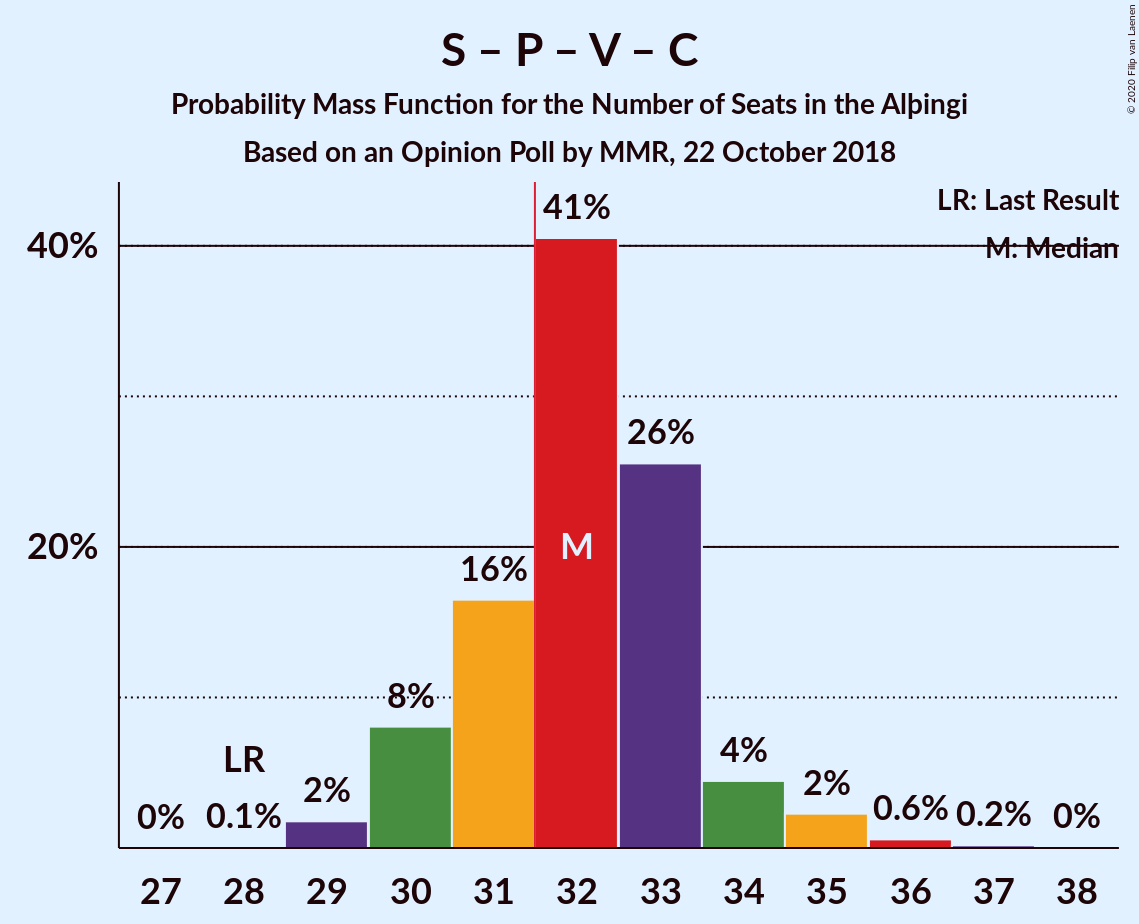 S – P – V – C
Probability Mass Function for the Number of Seats in the Alþingi
Based on an Opinion Poll by MMR, 22 October 2018
© 2020 Filip van Laenen
LR: Last Result
M: Median
40%
20%
0%
0.1%
LR
2%
8%
16%
41%
M
26%
4%
2%
0.6%
0.2%
0%
27 28 29 30 31 32 33 34 35 36 37 38